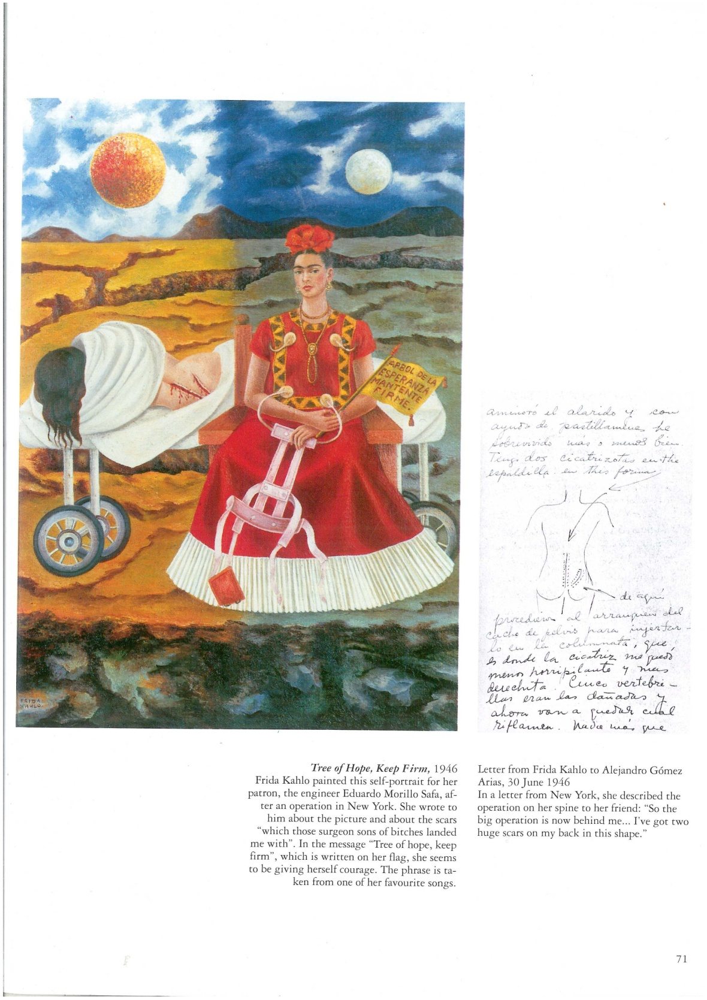 ARBOL DE LA
ESPERANZA
MANTENTE
FIRME.
FRIDA
KAHLO.
aminoró el alarido y con
ayuda de pastillámenes he
sobrevivido más o menos bien.
Tengo dos cicatrizotas en the
espaldilla en this forma
de aquí
procedieron al arranquen del
cacho de pelvis para injertar-
lo en la columnata, que
es donde la cicatriz me quedó
menos horripilante y mas
derechita. Cinco vertebri-
llas eran las dañadas y
ahora van a quedar cual
riflamen. Nada más que
Tree of Hope, Keep Firm, 1946
Frida Kahlo painted this self-portrait for her
patron, the engineer Eduardo Morillo Safa, af-
ter an operation in New York. She wrote to
him about the picture and about the scars
“which those surgeon sons of bitches landed
me with”. In the message “Tree of hope, keep
firm”, which is written on her flag, she seems
to be giving herself courage. The phrase is ta-
ken from one of her favourite songs.
Letter from Frida Kahlo to Alejandro Gómez
Arias, 30 June 1946
In a letter from New York, she described the
operation on her spine to her friend: “So the
big operation is now behind me... I’ve got two
huge scars on my back in this shape.”
71